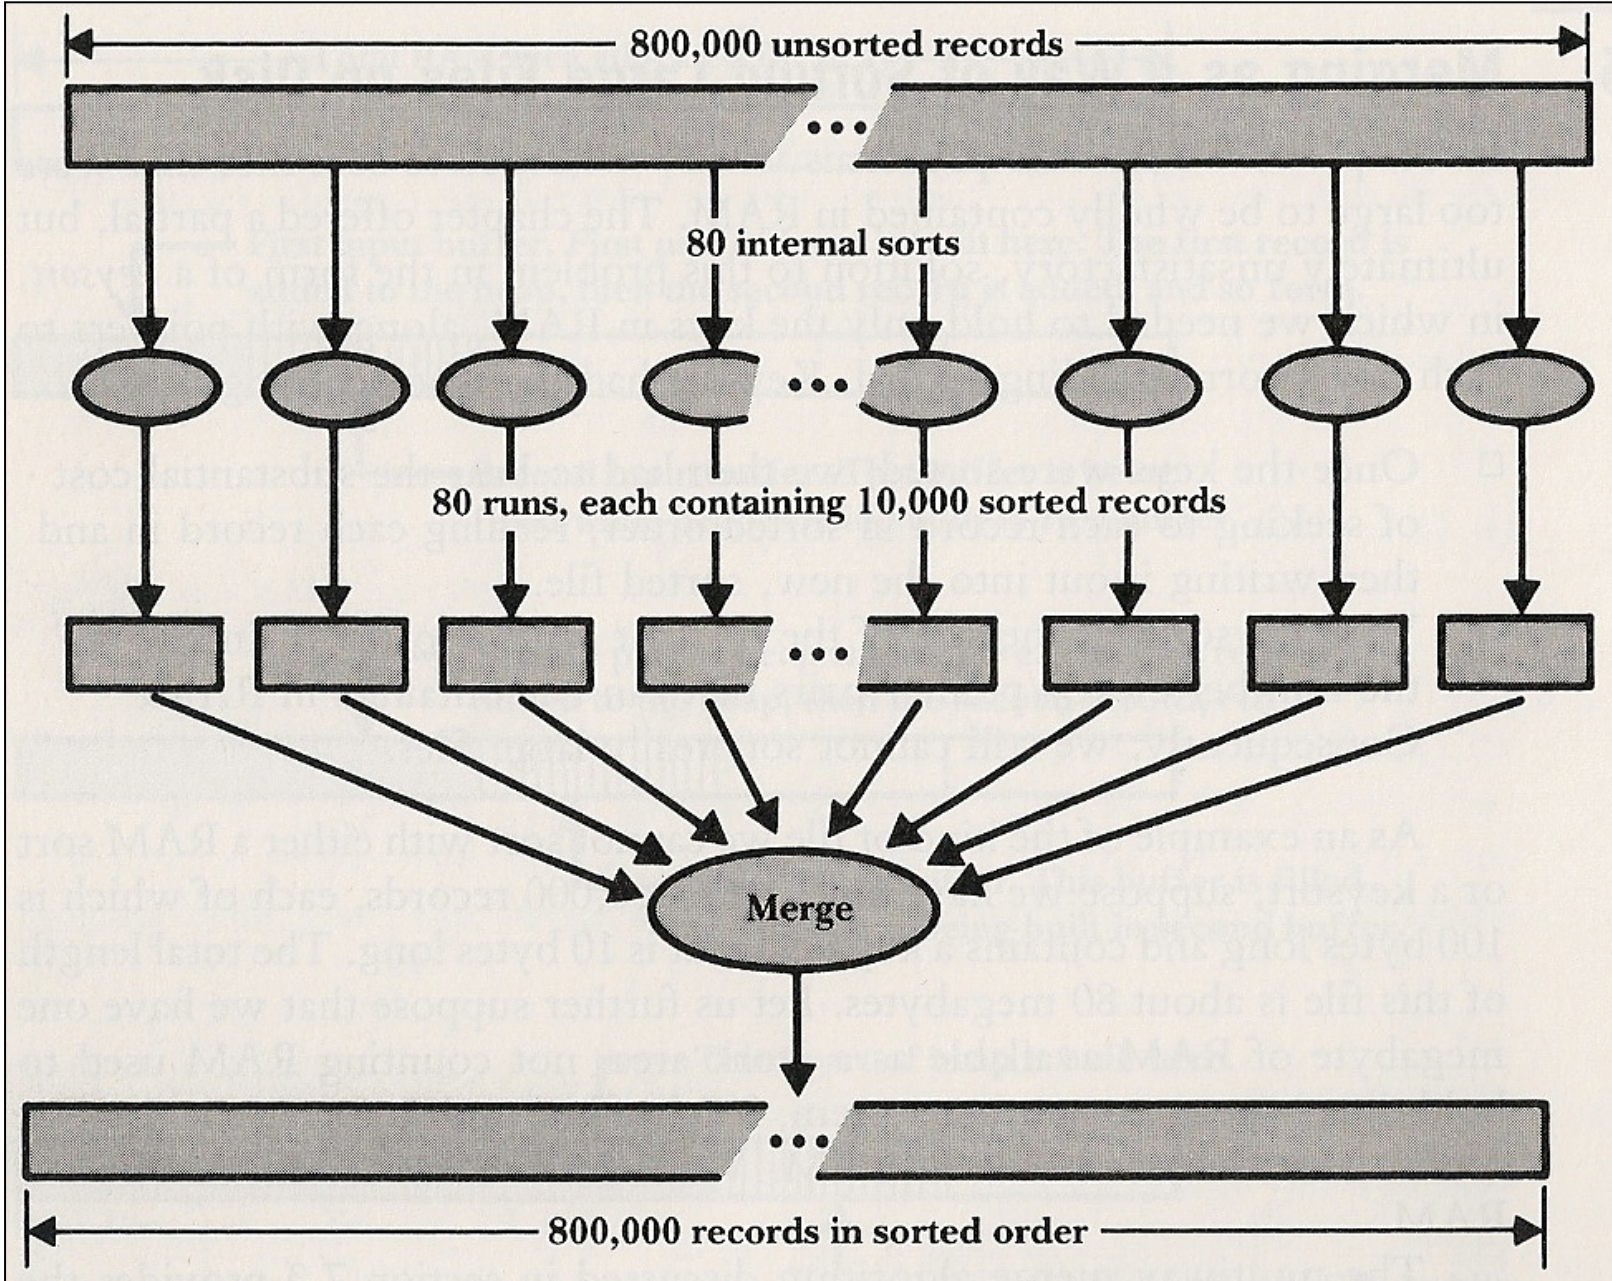 800,000 unsorted records
80 internal sorts
80 runs, each containing 10,000 sorted records
Merge
800,000 records in sorted order